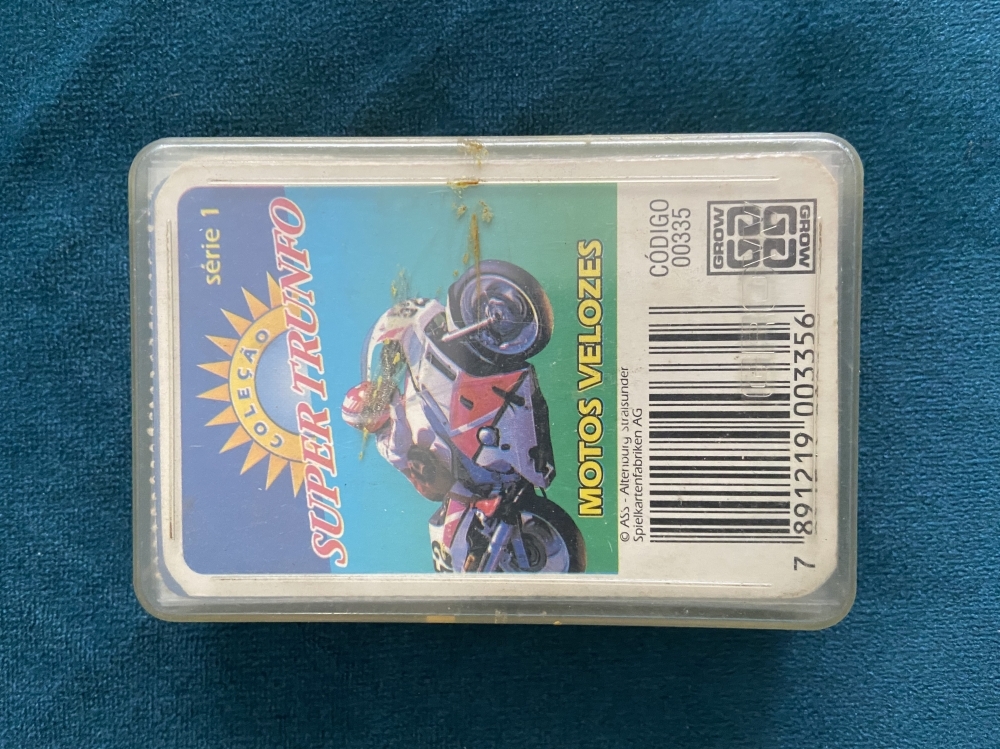 série 1
COLEÇÃO
SUPER TRUNFO
MOTOS VELOZES
© ASS - Altenburg Stralsunder
Spielkartenfabriken AG
CÓDIGO
00335
GROW
GROW
7 891219 003356